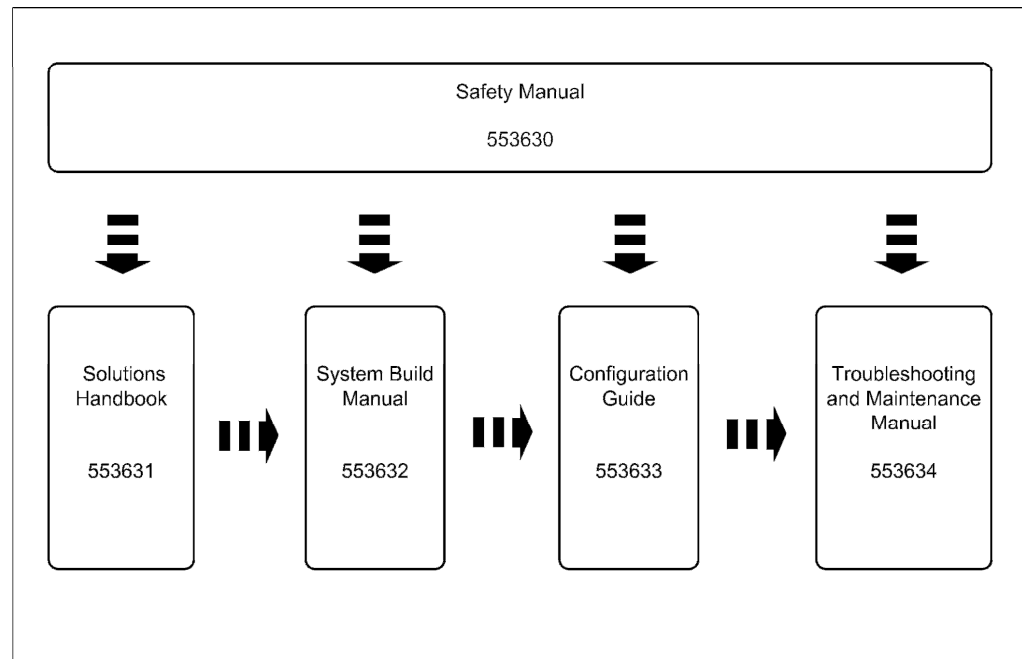 Safety Manual
553630
Solutions
Handbook
553631
System Build
Manual
553632
Configuration
Guide
553633
Troubleshooting
and Maintenance
Manual
553634